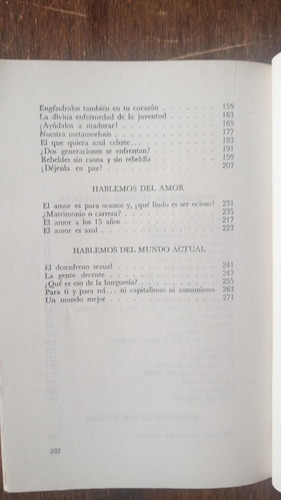 Engéndralos también en tu corazón . . . . . . . 159
La divina enfermedad de la juventud . . . . . . 163
¡Ayúdalos a madurar! . . . . . . . . . . 169
Nuestra metamorfosis . . . . . . . . . . 177
El que quiera azul celeste... . . . . . . . . 183
¿Dos generaciones se enfrentan? . . . . . . . 191
Rebeldes sin causa y sin rebeldía . . . . . . . 199
¡Déjenla en paz! . . . . . . . . . . . 207
HABLEMOS DEL AMOR
El amor es para ociosos y, ¡qué lindo es ser ocioso! 231
¿Matrimonio o carrera? . . . . . . . . . . 235
El amor a los 15 años . . . . . . . . . . 217
El amor es azul . . . . . . . . . . . 223
HABLEMOS DEL MUNDO ACTUAL
El desenfreno sexual . . . . . . . . . . 241
La gente decente . . . . . . . . . . . 247
¿Qué es eso de la burguesía? . . . . . . . . 255
Para ti y para mí... ni capitalismo ni comunismo 263
Un mundo mejor . . . . . . . . . . . 271
282